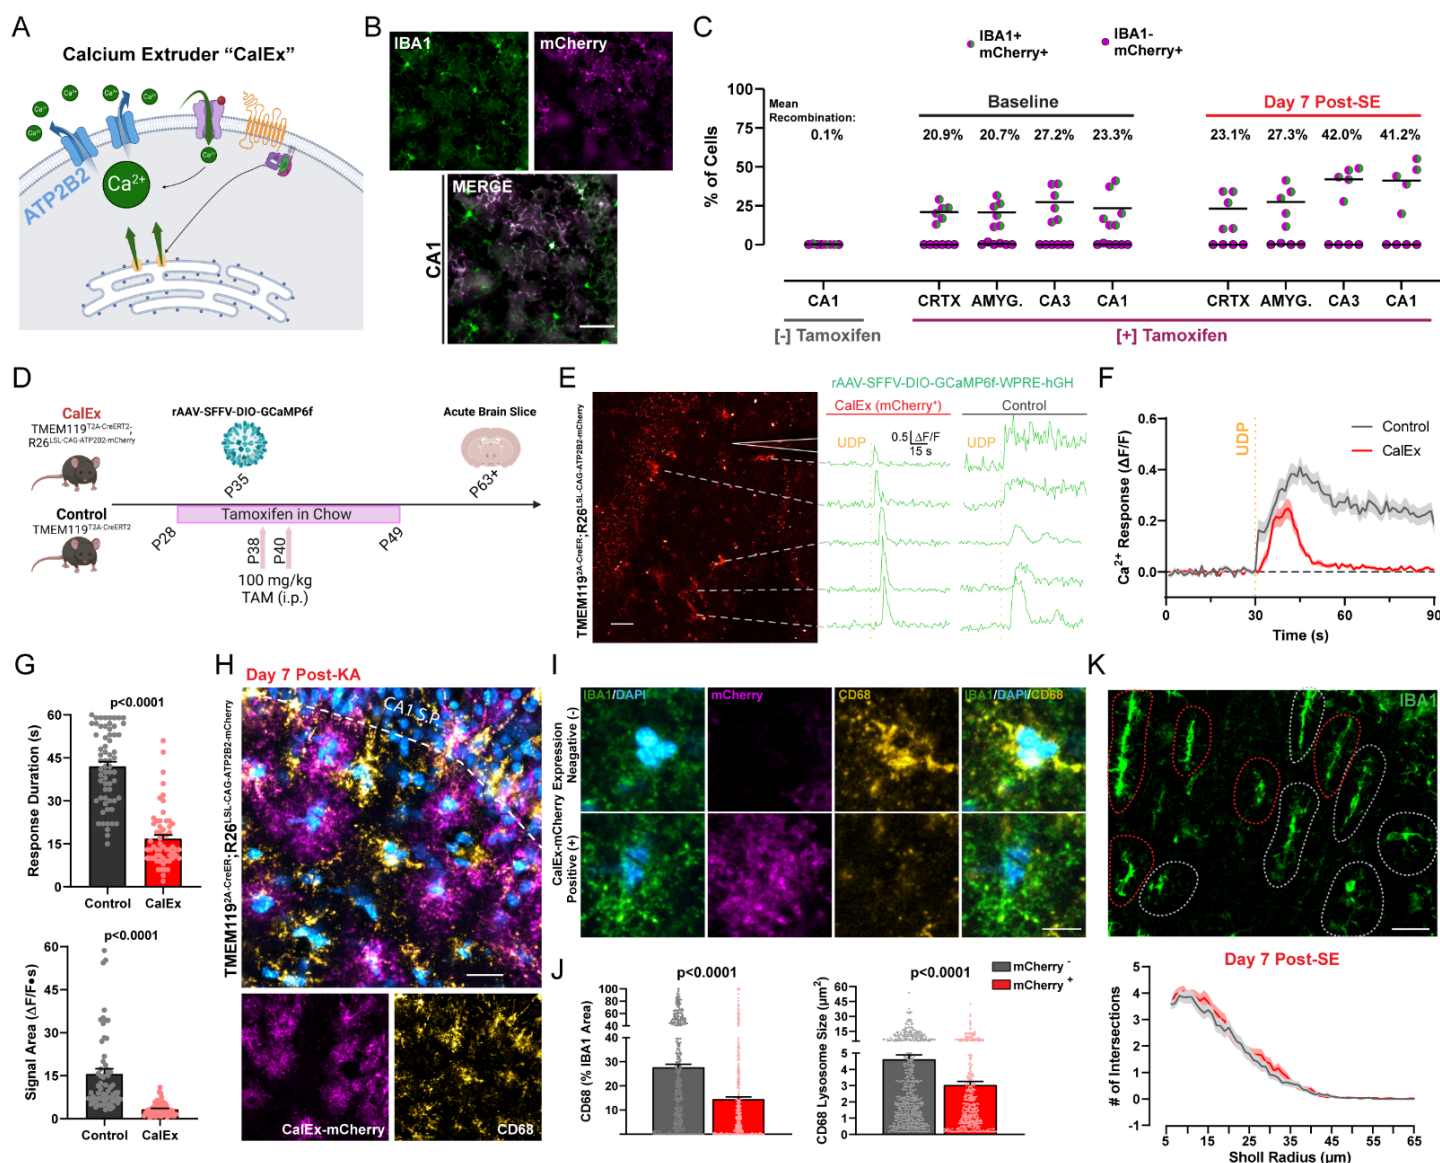 A
Calcium Extruder “CalEx”
Ca2+
Ca2+
Ca2+
Ca2+
Ca2+
Ca2+
Ca2+
ATP2B2
B
IBA1
mCherry
MERGE
CA1
C
IBA1+
mCherry+
IBA1-
mCherry+
% of Cells
100
75
50
25
0
Mean
Recombination:
Baseline
Day 7 Post-SE
0.1%
20.9%
20.7%
27.2%
23.3%
23.1%
27.3%
42.0%
41.2%
CA1
CRTX
AMYG.
CA3
CA1
CRTX
AMYG.
CA3
CA1
[-] Tamoxifen
[+] Tamoxifen
D
CalEx
TMEM119T2A-CreERT2;
R26LSL-CAG-ATP2B2-mCherry
Control
TMEM119T2A-CreERT2
rAAV-SFFV-DIO-GCaMP6f
Acute Brain Slice
P35
P63+
Tamoxifen in Chow
P28
P38
P40
P49
100 mg/kg
TAM (i.p.)
E
TMEM1192A-CreER;R26LSL-CAG-ATP2B2-mCherry
rAAV-SFFV-DIO-GCaMP6f-WPRE-hGH
CalEx (mCherry+)
Control
UDP
0.5
ΔF/F
15 s
UDP
F
Ca2+ Response (ΔF/F)
0.6
0.4
0.2
0.0
UDP
Control
CalEx
0
30
60
90
Time (s)
G
p<0.0001
Response Duration (s)
60
45
30
15
0
Control
CalEx
p<0.0001
Signal Area (ΔF/F•s)
60
45
30
15
0
Control
CalEx
H
Day 7 Post-KA
TMEM1192A-CreER;R26LSL-CAG-ATP2B2-mCherry
CA1 S.P.
CalEx-mCherry
CD68
I
CalEx-mCherry Expression
Neagative (-)
Positive (+)
IBA1/DAPI
mCherry
CD68
IBA1/DAPI/CD68
J
p<0.0001
CD68 (% IBA1 Area)
100
80
60
40
40
30
20
10
p<0.0001
CD68 Lysosome Size (µm2)
60
45
30
15
5
4
3
2
1
0
mCherry -
mCherry +
K
IBA1
Day 7 Post-SE
# of Intersections
5
4
3
2
1
0
-1
5
15
25
35
45
55
65
Sholl Radius (µm)